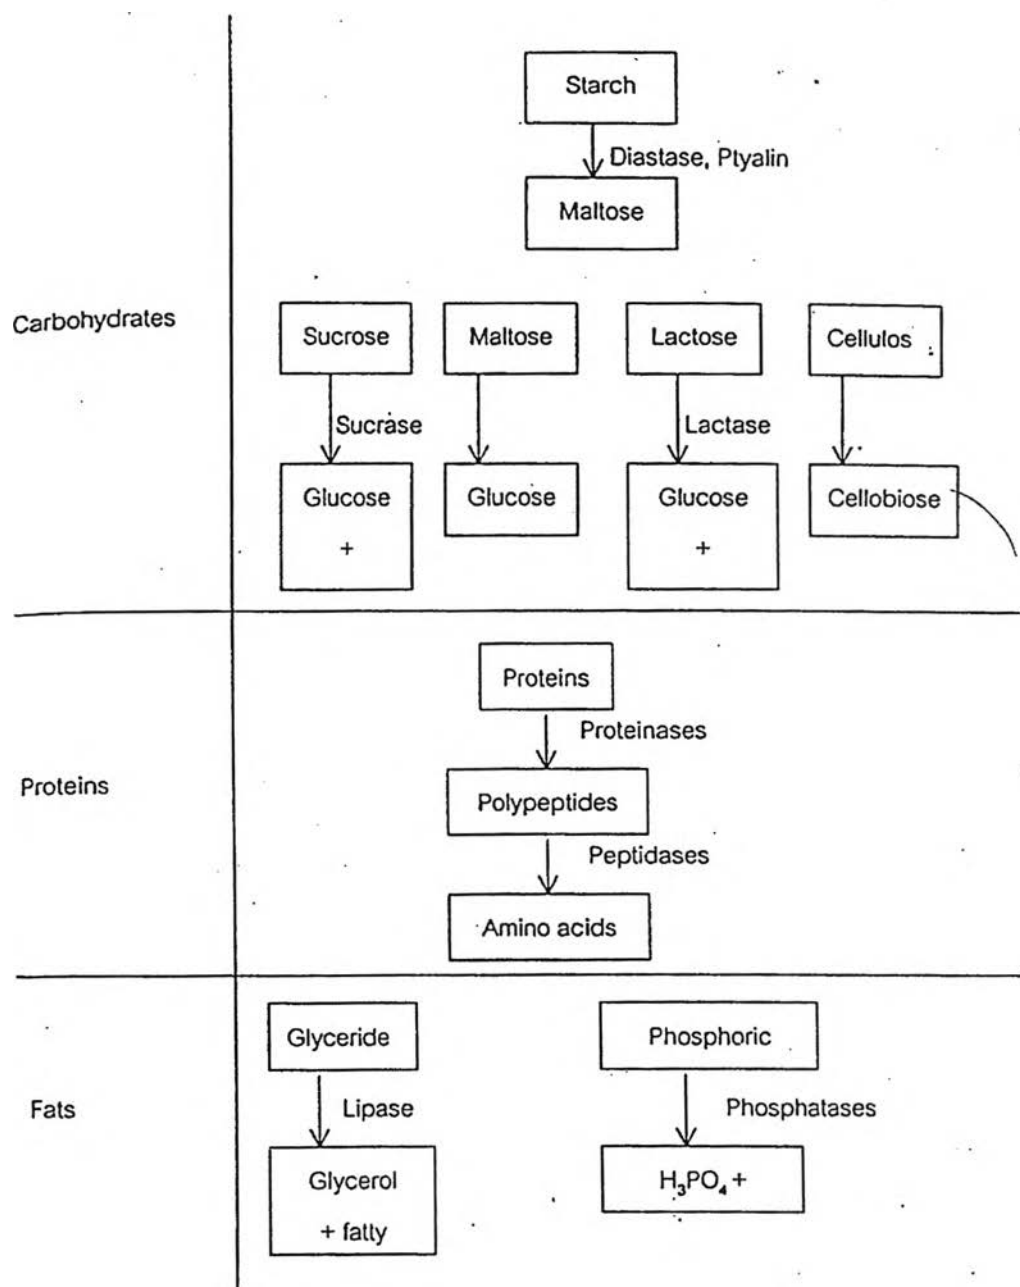 Starch
Diastase, Ptyalin
Maltose
Carbohydrates
Sucrose
Maltose
Lactose
Cellulos
Sucrase
Lactase
Glucose
+
Glucose
Glucose
+
Cellobiose
Proteins
Proteins
Proteinases
Polypeptides
Peptidases
Amino acids
Fats
Glyceride
Phosphoric
Lipase
Phosphatases
Glycerol
+ fatty
H₃PO₄ +